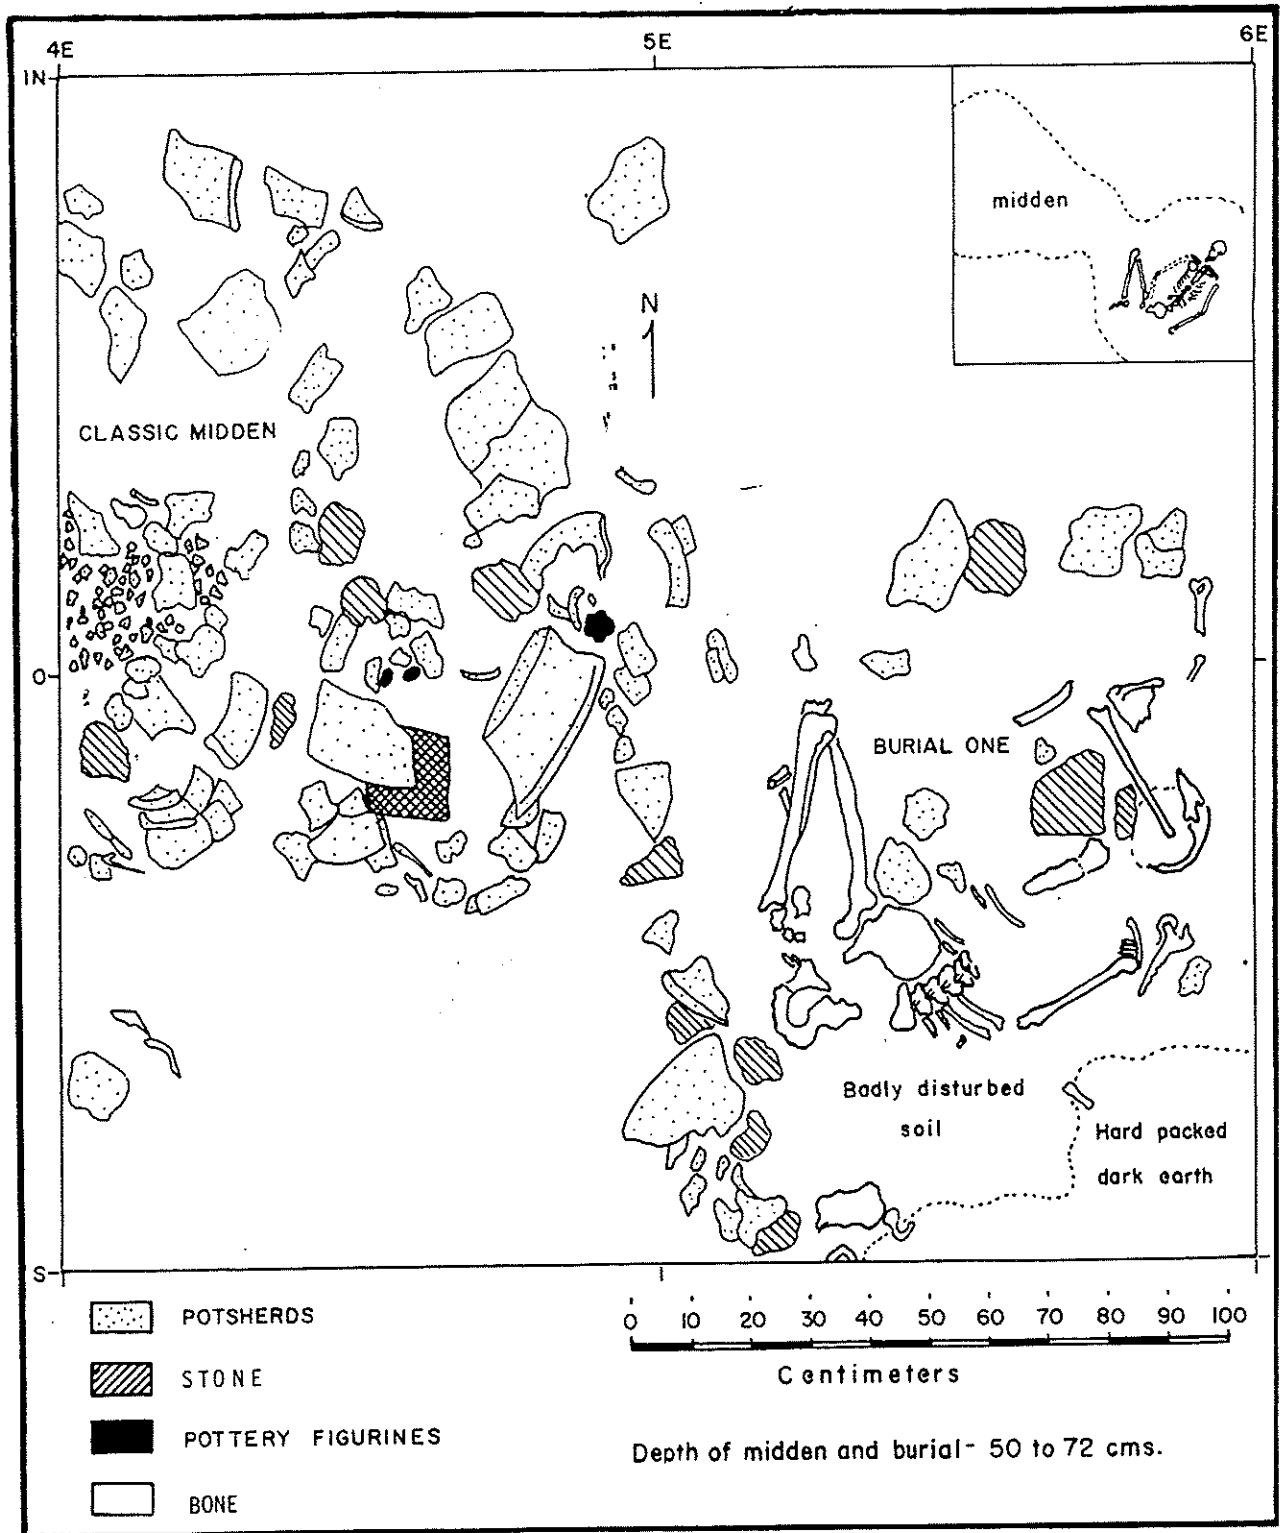 4E 5E 6E
1N
midden
N
CLASSIC MIDDEN
0
BURIAL ONE
Badly disturbed
soil
Hard packed
dark earth
S
POTSHERDS
STONE
POTTERY FIGURINES
BONE
0 10 20 30 40 50 60 70 80 90 100
Centimeters
Depth of midden and burial- 50 to 72 cms.